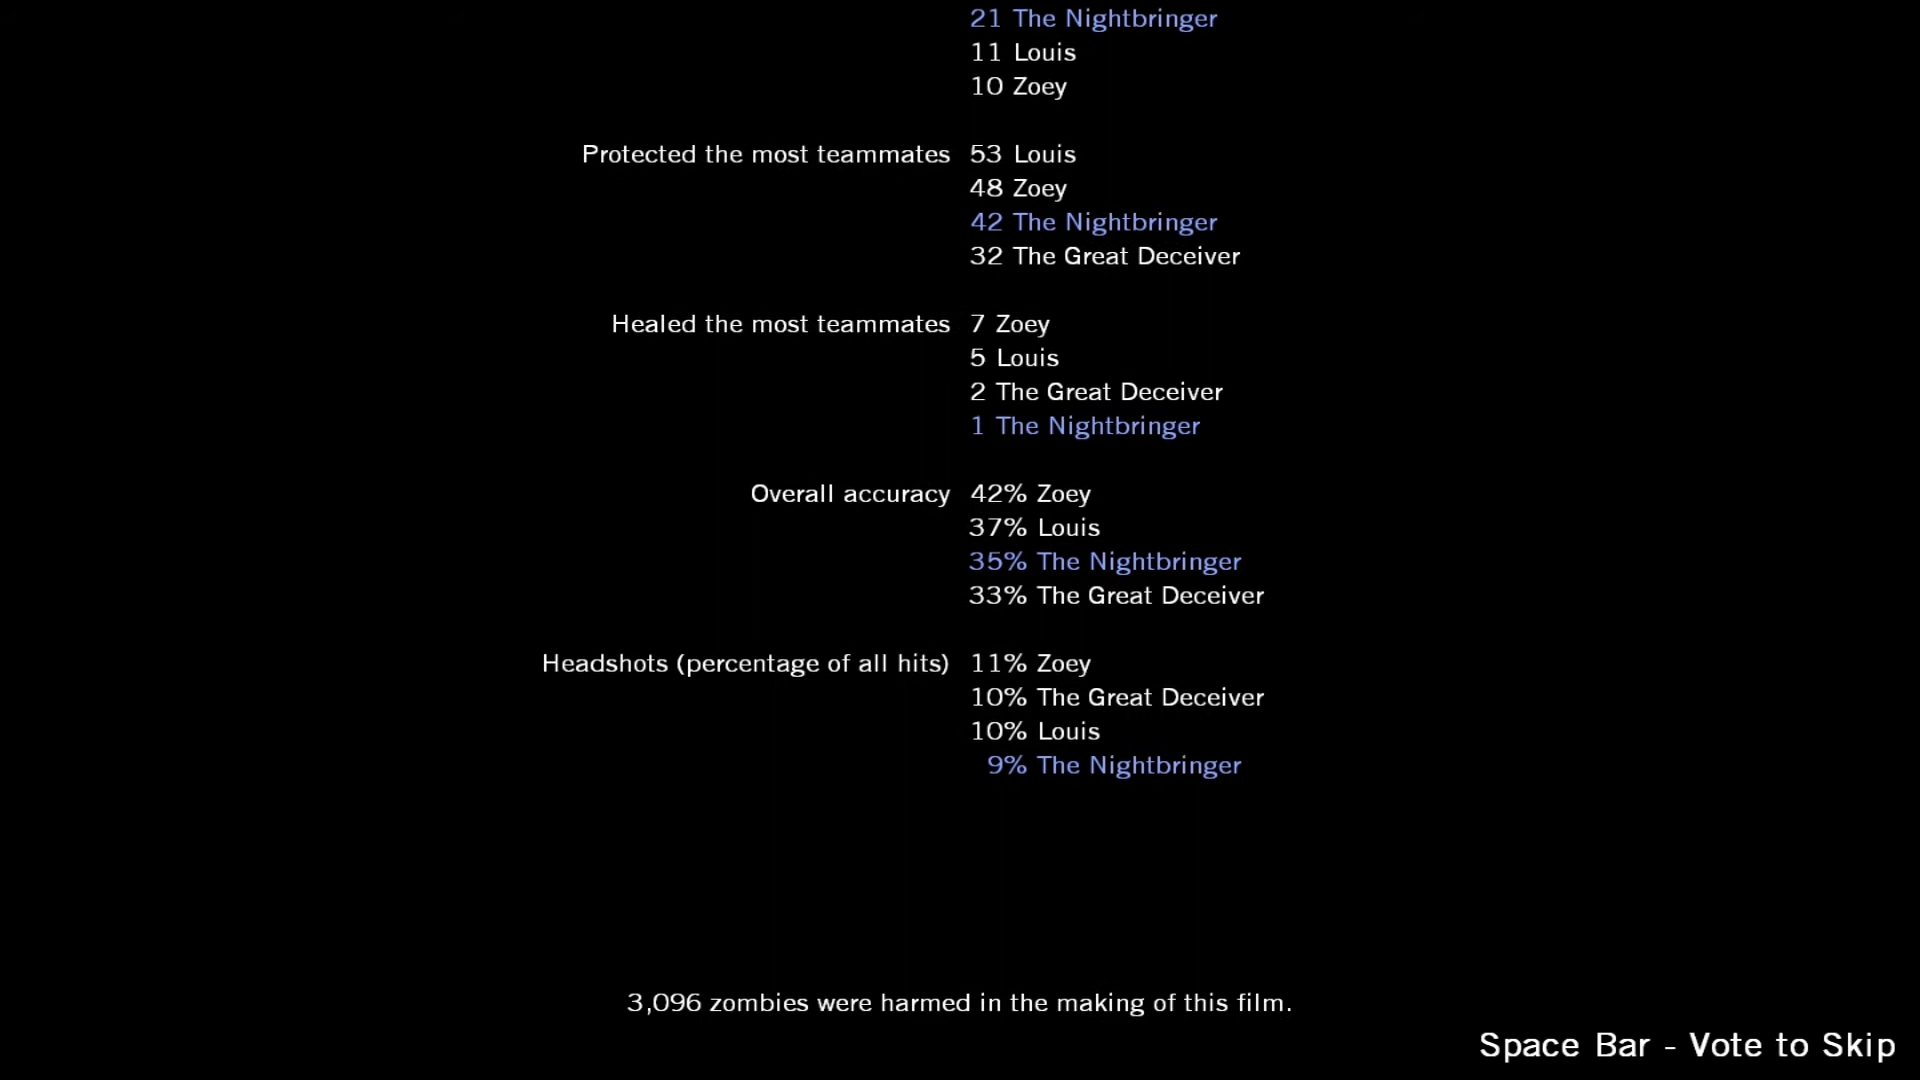 21 The Nightbringer
11 Louis
10 Zoey
Protected the most teammates 53 Louis
48 Zoey
42 The Nightbringer
32 The Great Deceiver
Healed the most teammates 7 Zoey
5 Louis
2 The Great Deceiver
1 The Nightbringer
Overall accuracy 42% Zoey
37% Louis
35% The Nightbringer
33% The Great Deceiver
Headshots (percentage of all hits) 11% Zoey
10% The Great Deceiver
10% Louis
9% The Nightbringer
3,096 zombies were harmed in the making of this film.
Space Bar - Vote to Skip